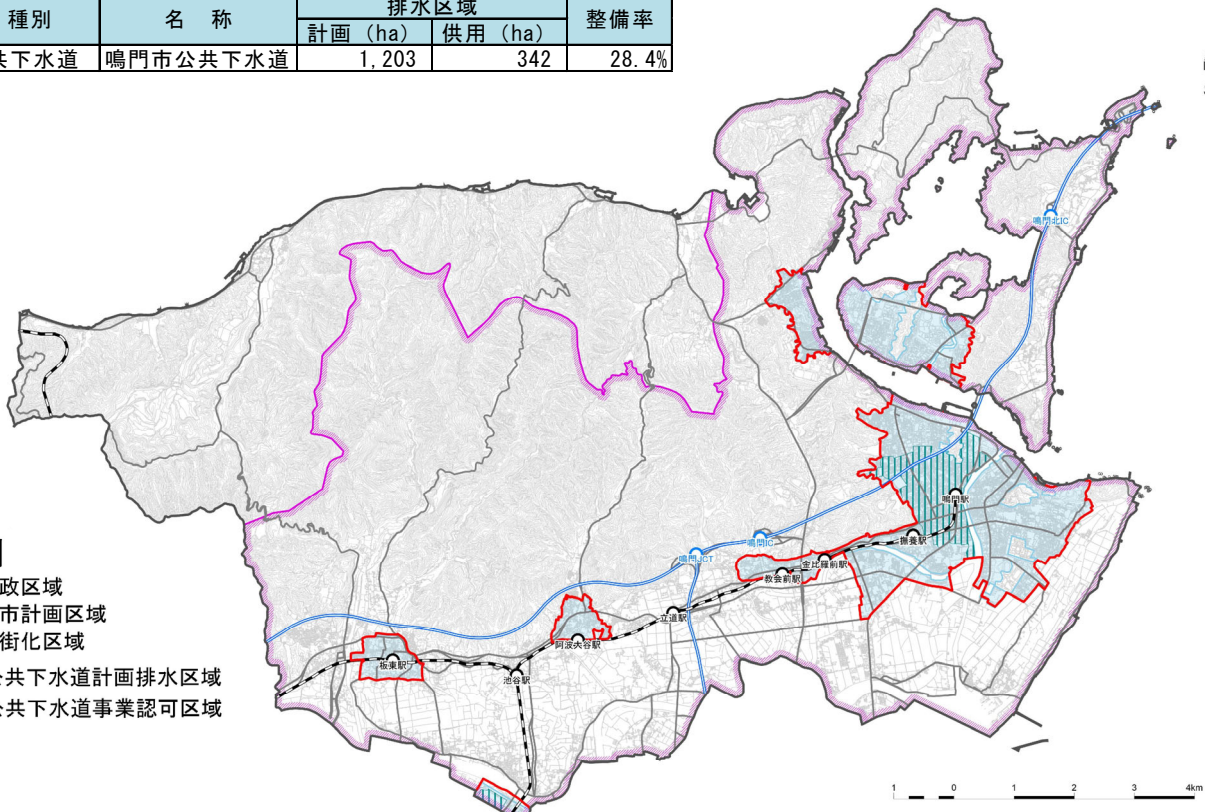 種別 名 称 排水区域 整備率
計画 (ha) 供用 (ha)
共下水道 鳴門市公共下水道 1,203 342 28.4%
鳴門北IC
鳴門駅
撫養駅
鳴門IC
鳴門JCT
金比羅前駅
教会前駅
立道駅
阿波大谷駅
板東駅
池谷駅
政区域
市計画区域
街化区域
公共下水道計画排水区域
公共下水道事業認可区域
1 0 1 2 3 4km